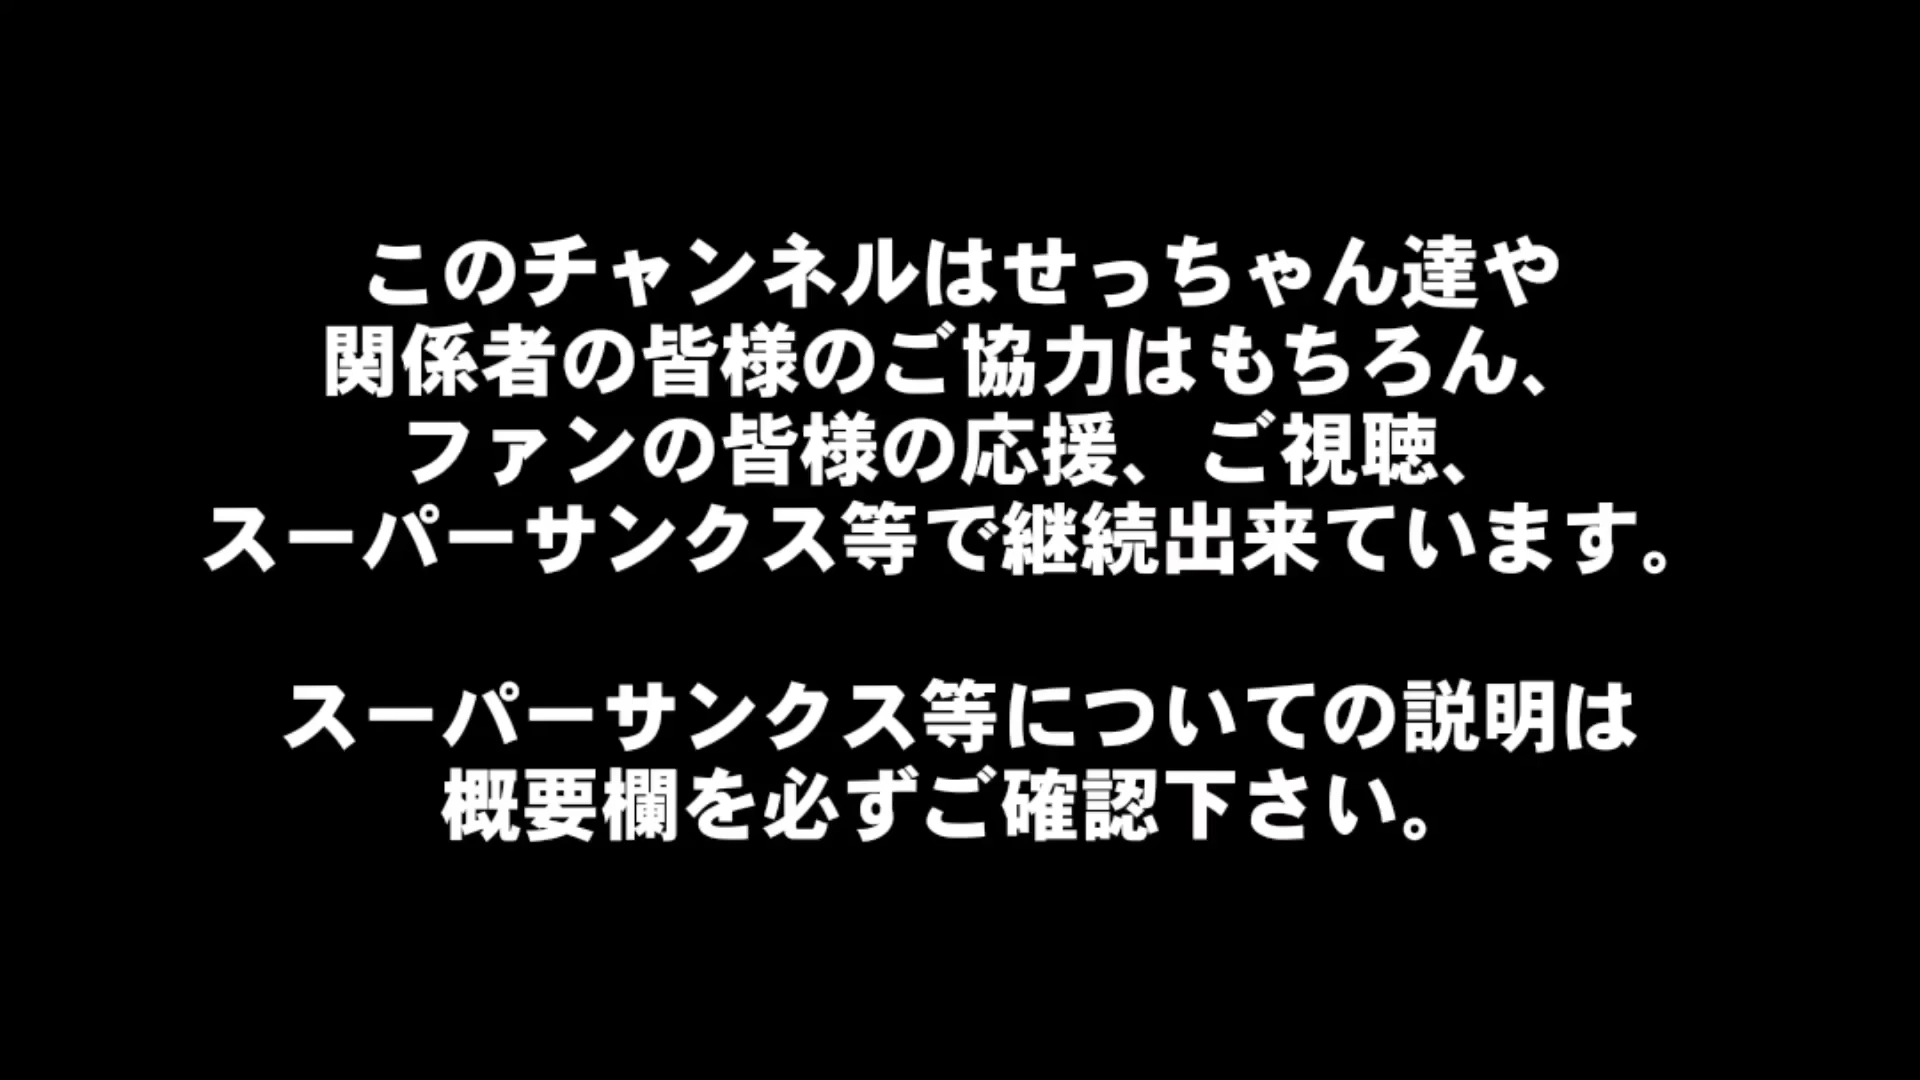 このチャンネルはせっちゃん達や
関係者の皆様のご協力はもちろん、
ファンの皆様の応援、ご視聴、
スーパーサンクス等で継続出来ています。
スーパーサンクス等についての説明は
概要欄を必ずご確認下さい。